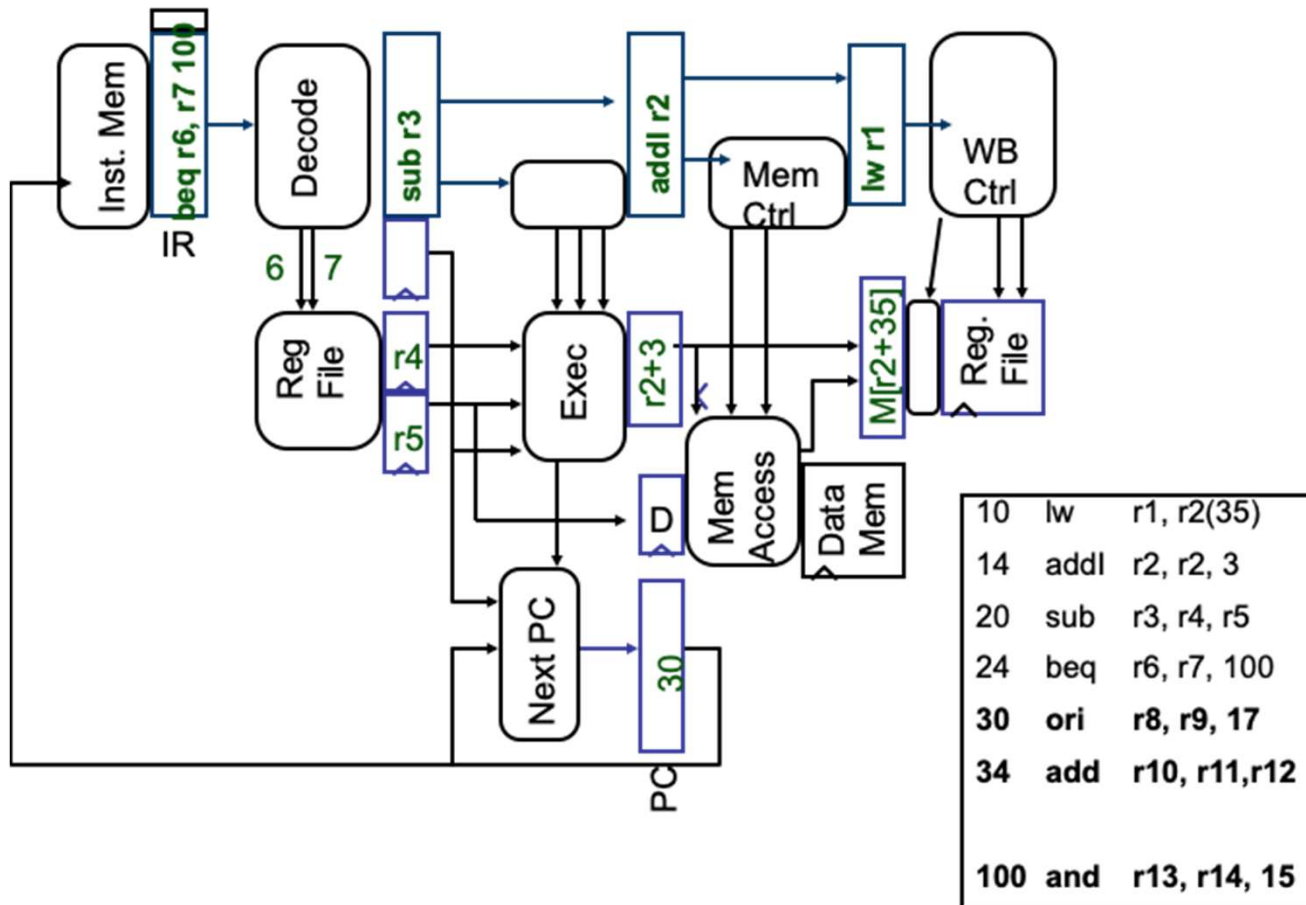 Inst. Mem
beq r6, r7 100
IR
Decode
6 7
Reg
File
sub r3
r4
r5
Exec
addI r2
r2+3
Mem
Ctrl
lw r1
WB
Ctrl
M[r2+35]
Reg.
File
D
Mem
Access
Data
Mem
Next PC
30
PC
10 lw r1, r2(35)
14 addI r2, r2, 3
20 sub r3, r4, r5
24 beq r6, r7, 100
30 ori r8, r9, 17
34 add r10, r11,r12
100 and r13, r14, 15